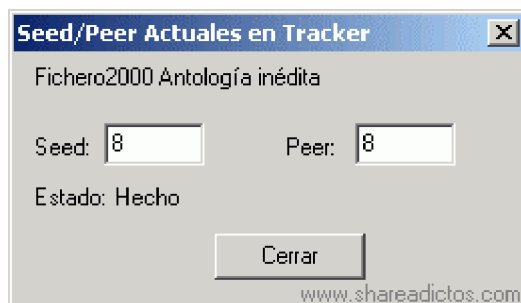 Seed/Peer Actuales en Tracker
Fichero2000 Antología inédita
Seed: 8 Peer: 8
Estado: Hecho
Cerrar
www.shareadictos.com